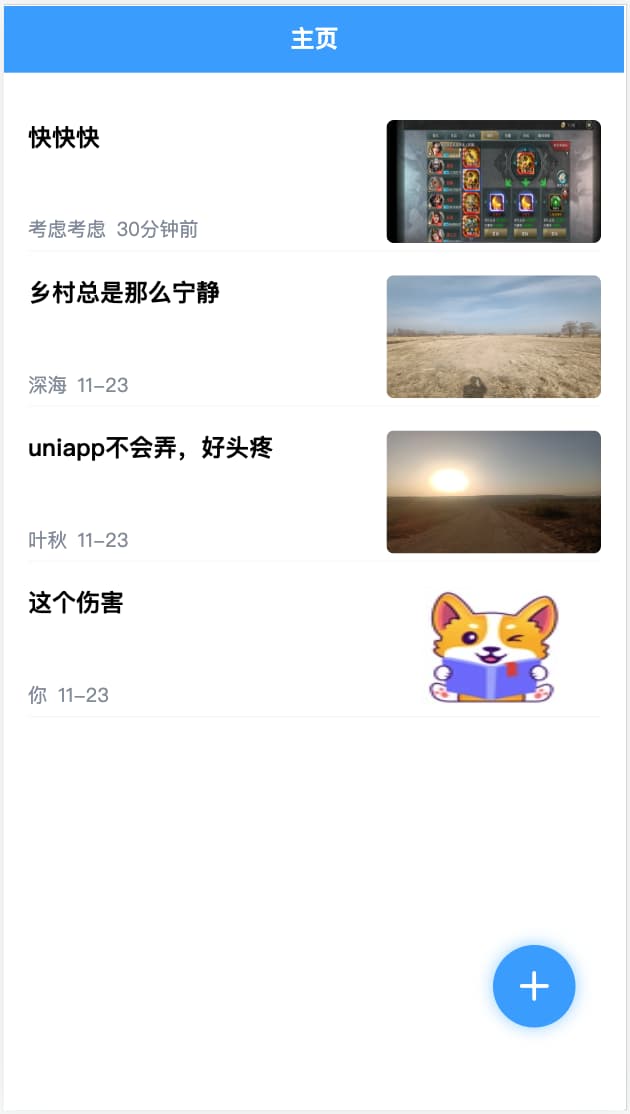 主页
快快快
考虑考虑 30分钟前
乡村总是那么宁静
深海 11-23
uniapp不会弄，好头疼
叶秋 11-23
这个伤害
你 11-23